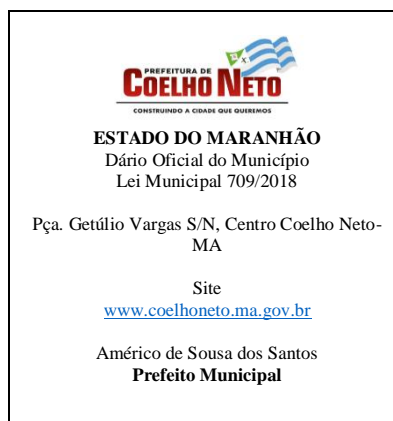 PREFEITURA DE
COELHO NETO
CONSTRUINDO A CIDADE QUE QUEREMOS
ESTADO DO MARANHÃO
Dário Oficial do Município
Lei Municipal 709/2018
Pça. Getúlio Vargas S/N, Centro Coelho Neto-
MA
Site
www.coelhoneto.ma.gov.br
Américo de Sousa dos Santos
Prefeito Municipal